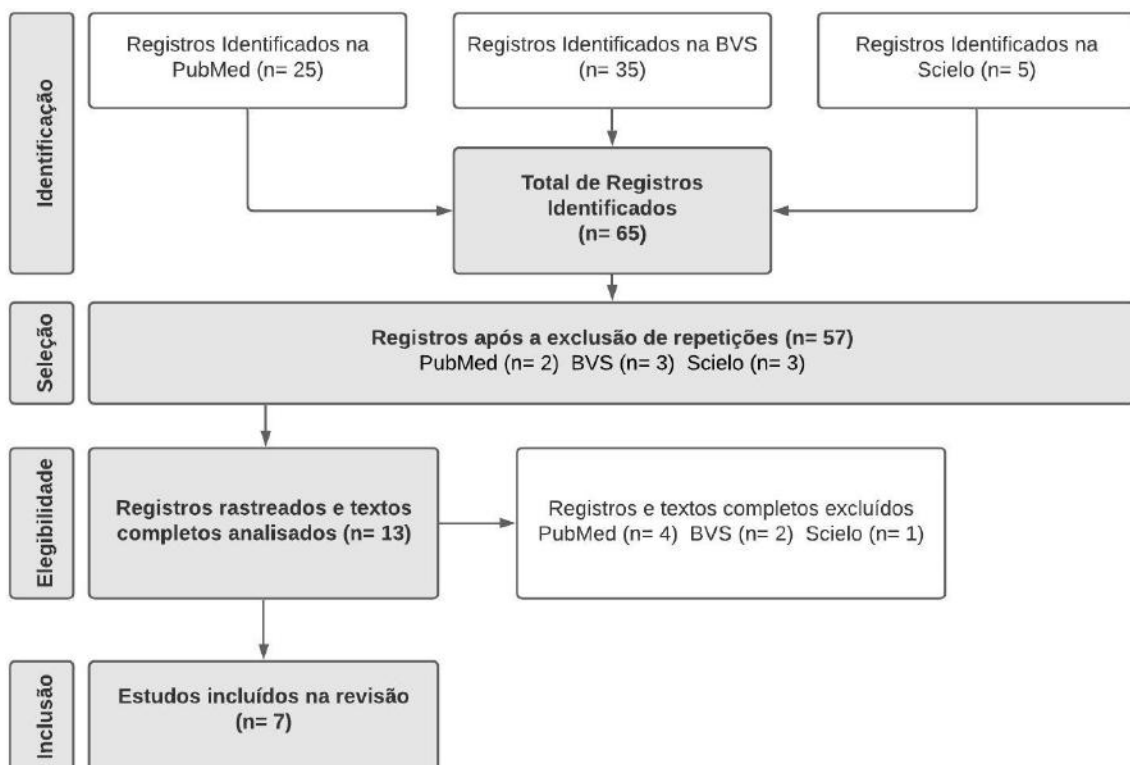 Identificação
Registros Identificados na
PubMed (n= 25)
Registros Identificados na BVS
(n= 35)
Registros Identificados na
Scielo (n= 5)
Total de Registros
Identificados
(n= 65)
Seleção
Registros após a exclusão de repetições (n= 57)
PubMed (n= 2) BVS (n= 3) Scielo (n= 3)
Elegibilidade
Registros rastreados e textos
completos analisados (n= 13)
Registros e textos completos excluídos
PubMed (n= 4) BVS (n= 2) Scielo (n= 1)
Inclusão
Estudos incluídos na revisão
(n= 7)